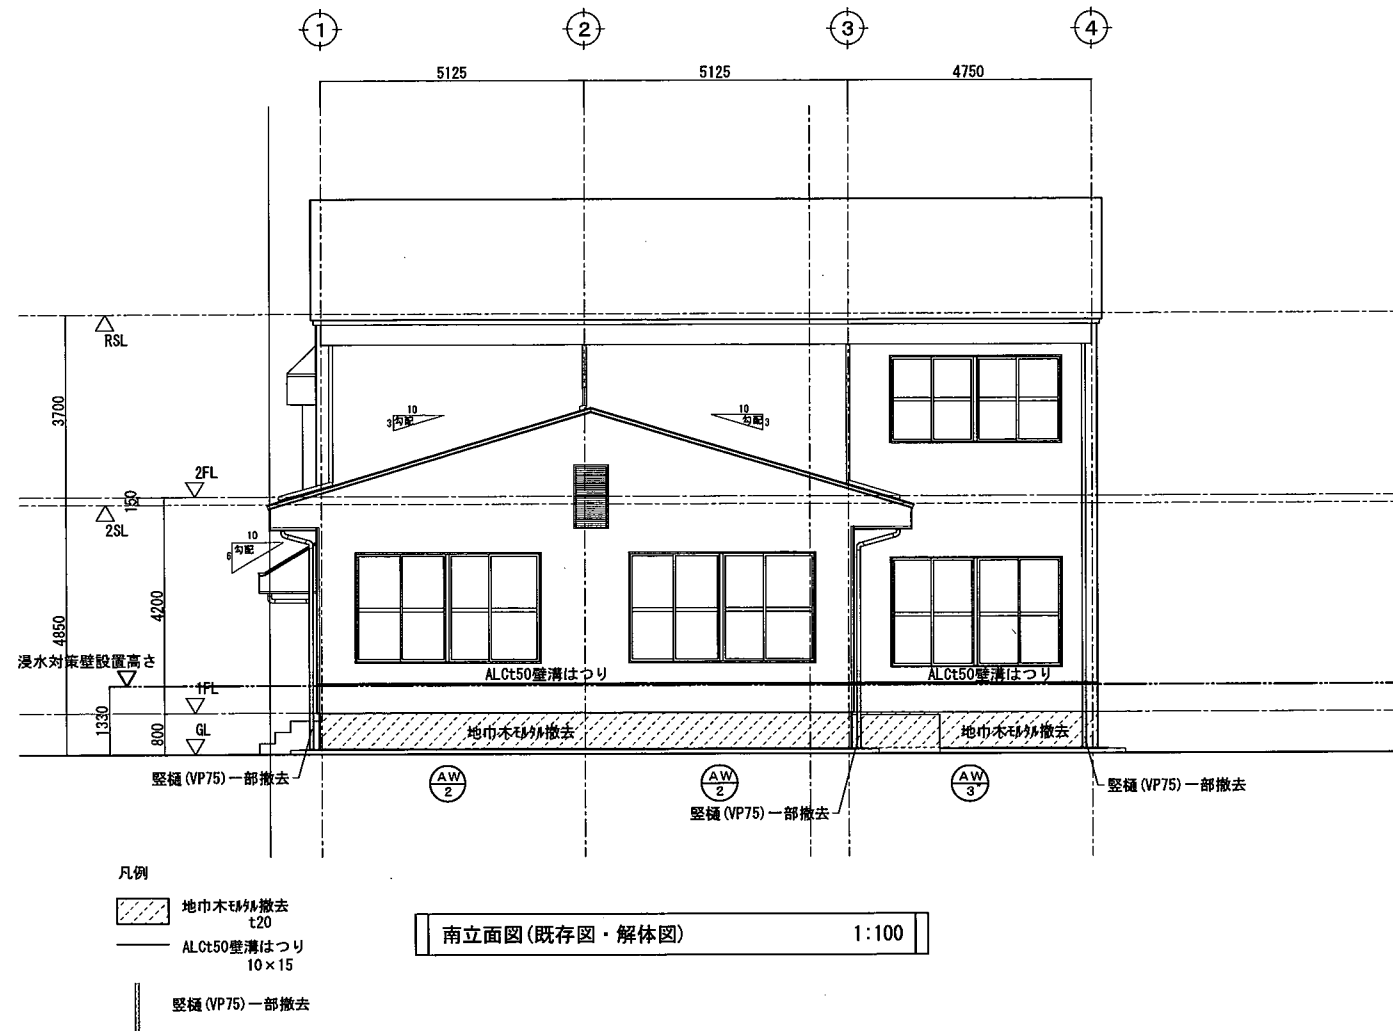 1
2
3
4
5125
5125
4750
RSL
3700
10
3
勾配
10
勾配
3
2FL
150
2SL
10
勾配
6
4200
4850
浸水対策壁設置高さ
ALCt50壁溝はつり
ALCt50壁溝はつり
1FL
1330
800
GL
地巾木ﾓﾙﾀﾙ撤去
地巾木ﾓﾙﾀﾙ撤去
竪樋(VP75)一部撤去
AW
2
AW
2
AW
3
竪樋(VP75)一部撤去
竪樋(VP75)一部撤去
凡例
地巾木ﾓﾙﾀﾙ撤去
t20
ALCt50壁溝はつり
10×15
竪樋(VP75)一部撤去
南立面図(既存図・解体図) 1:100